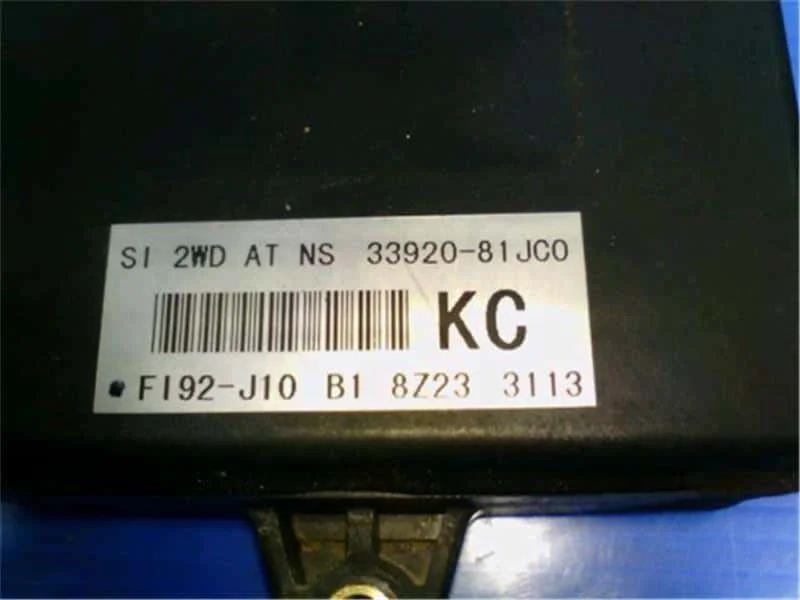 SI 2WD AT NS 33920-81JC0
KC
FI92-J10 B1 8Z23 3113